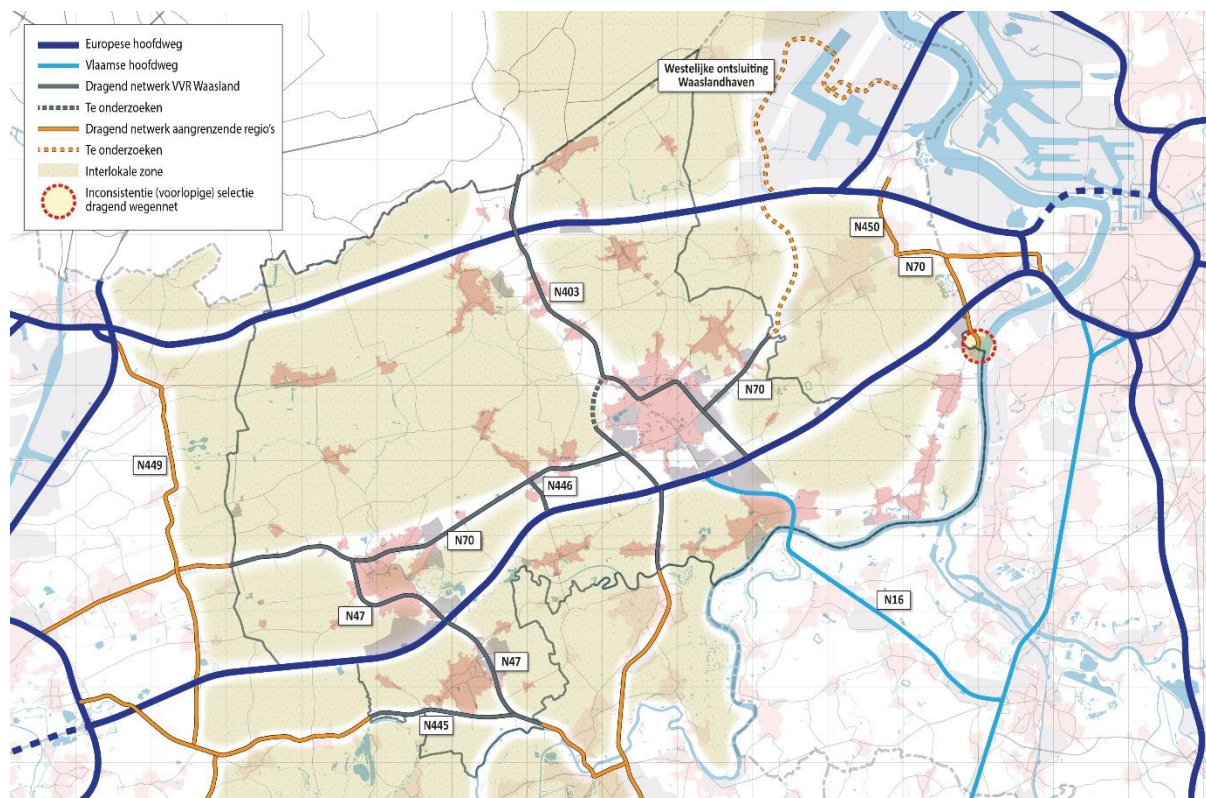 Europese hoofdweg
Vlaamse hoofdweg
Dragend netwerk VVR Waasland
Te onderzoeken
Dragend netwerk aangrenzende regio's
Te onderzoeken
Interlokale zone
Inconsistentie (voorlopige) selectie
dragend wegennet
Westelijke ontsluiting
Waaslandhaven
N450
N70
N403
N70
N449
N446
N70
N47
N16
N47
N445